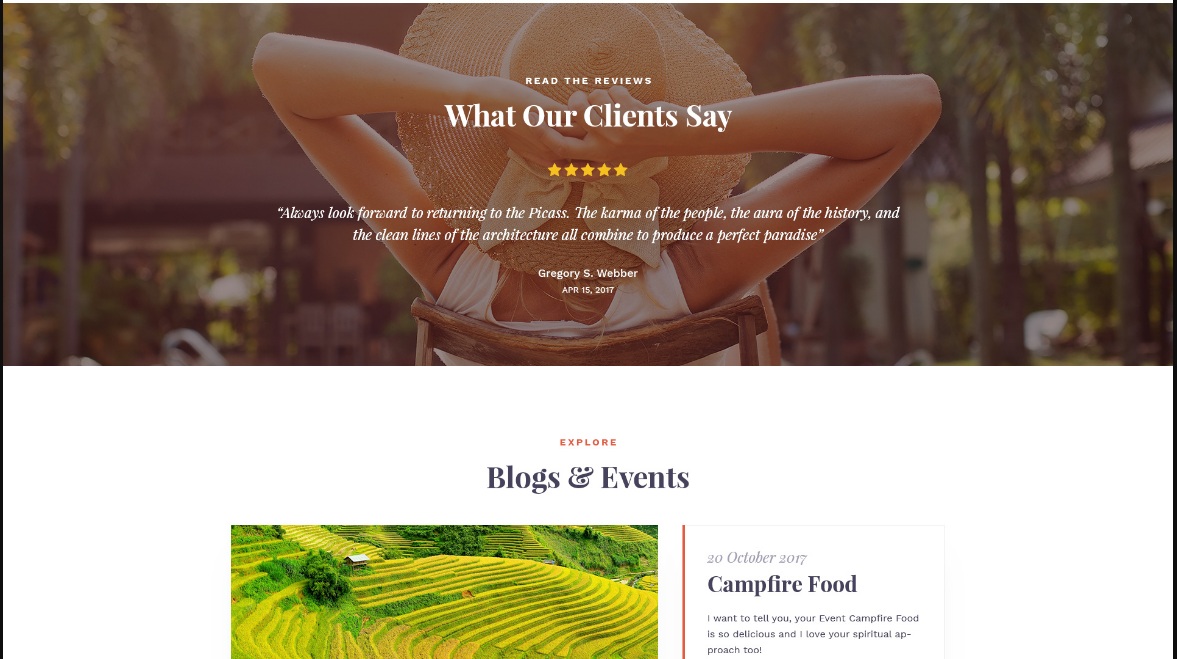 READ THE REVIEWS
What Our Clients Say
“Always look forward to returning to the Picass. The karma of the people, the aura of the history, and
the clean lines of the architecture all combine to produce a perfect paradise”
Gregory S. Webber
APR 15, 2017
EXPLORE
Blogs & Events
20 October 2017
Campfire Food
I want to tell you, your Event Campfire Food
is so delicious and I love your spiritual ap-
proach too!